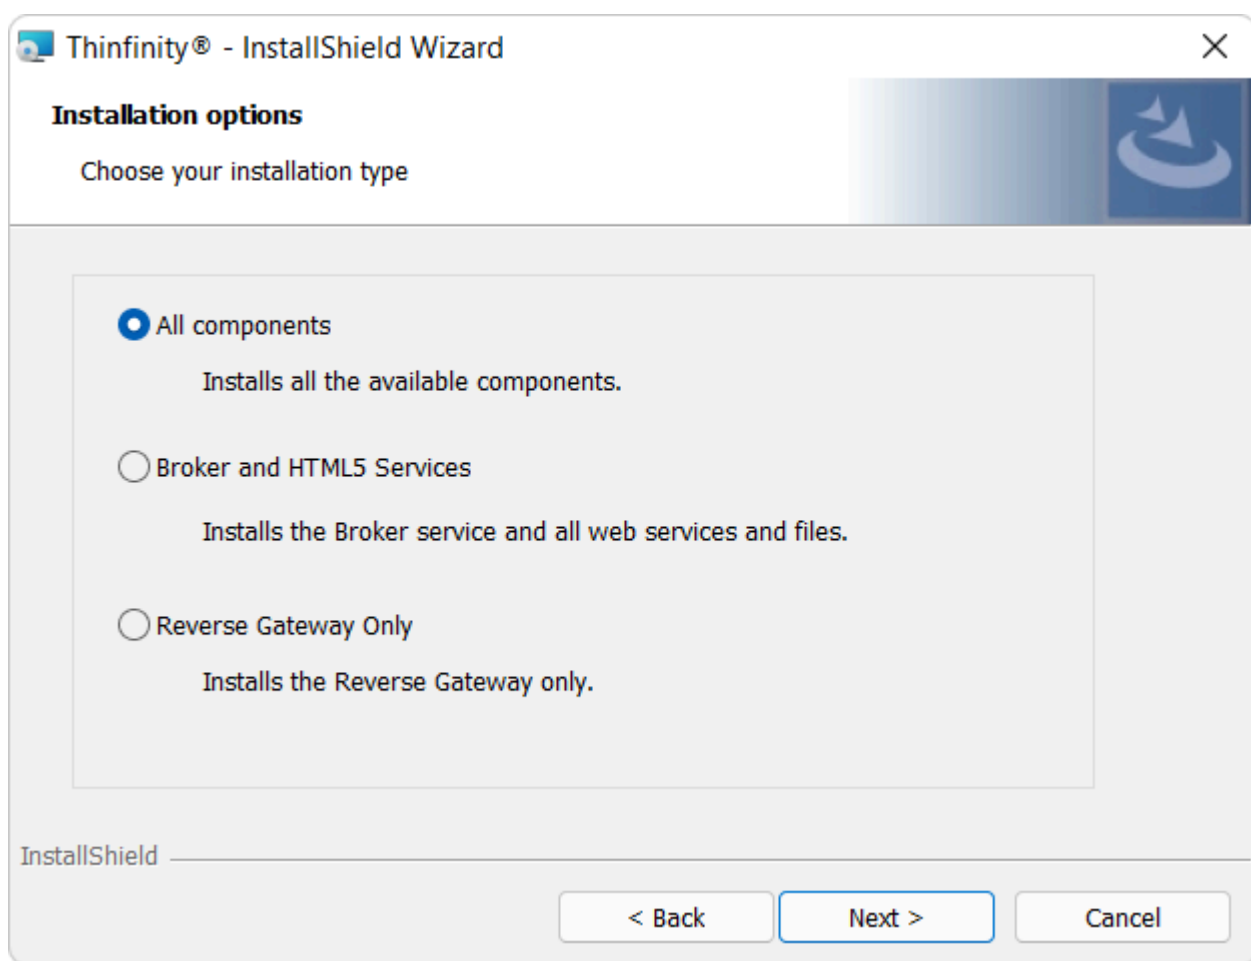 Thinfinity® - InstallShield Wizard
Installation options
Choose your installation type
All components
Installs all the available components.
Broker and HTML5 Services
Installs the Broker service and all web services and files.
Reverse Gateway Only
Installs the Reverse Gateway only.
InstallShield
< Back Next > Cancel